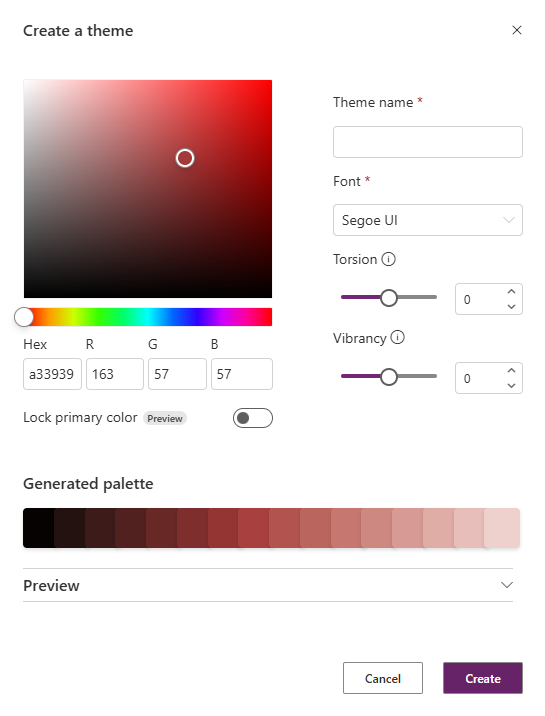 Create a theme
Theme name *
Font *
Segoe UI
Torsion
0
Vibrancy
0
Hex R G B
a33939 163 57 57
Lock primary color Preview
Generated palette
Preview
Cancel Create